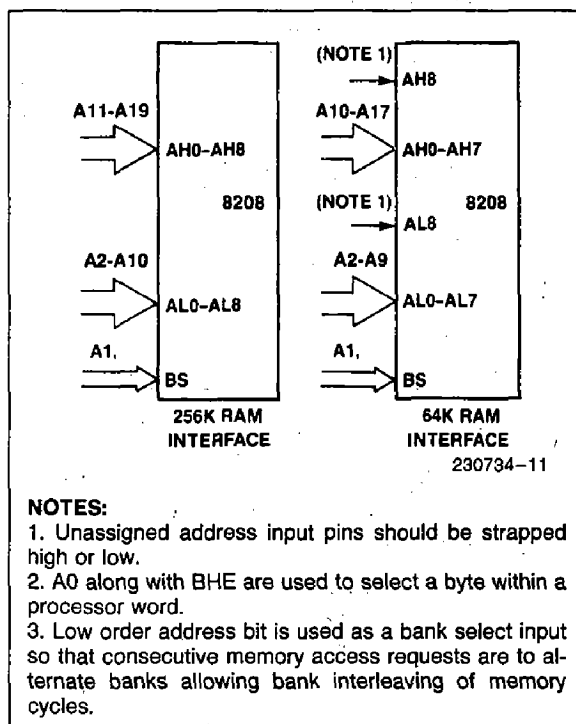 (NOTE 1)
AH8
A11-A19
A10-A17
AH0-AH8
AH0-AH7
8208
(NOTE 1)
8208
AL8
A2-A10
A2-A9
AL0-AL8
AL0-AL7
A1,
A1,
BS
BS
256K RAM
INTERFACE
64K RAM
INTERFACE
230734-11
NOTES:
1. Unassigned address input pins should be strapped
high or low.
2. A0 along with BHE are used to select a byte within a
processor word.
3. Low order address bit is used as a bank select input
so that consecutive memory access requests are to al-
ternate banks allowing bank interleaving of memory
cycles.